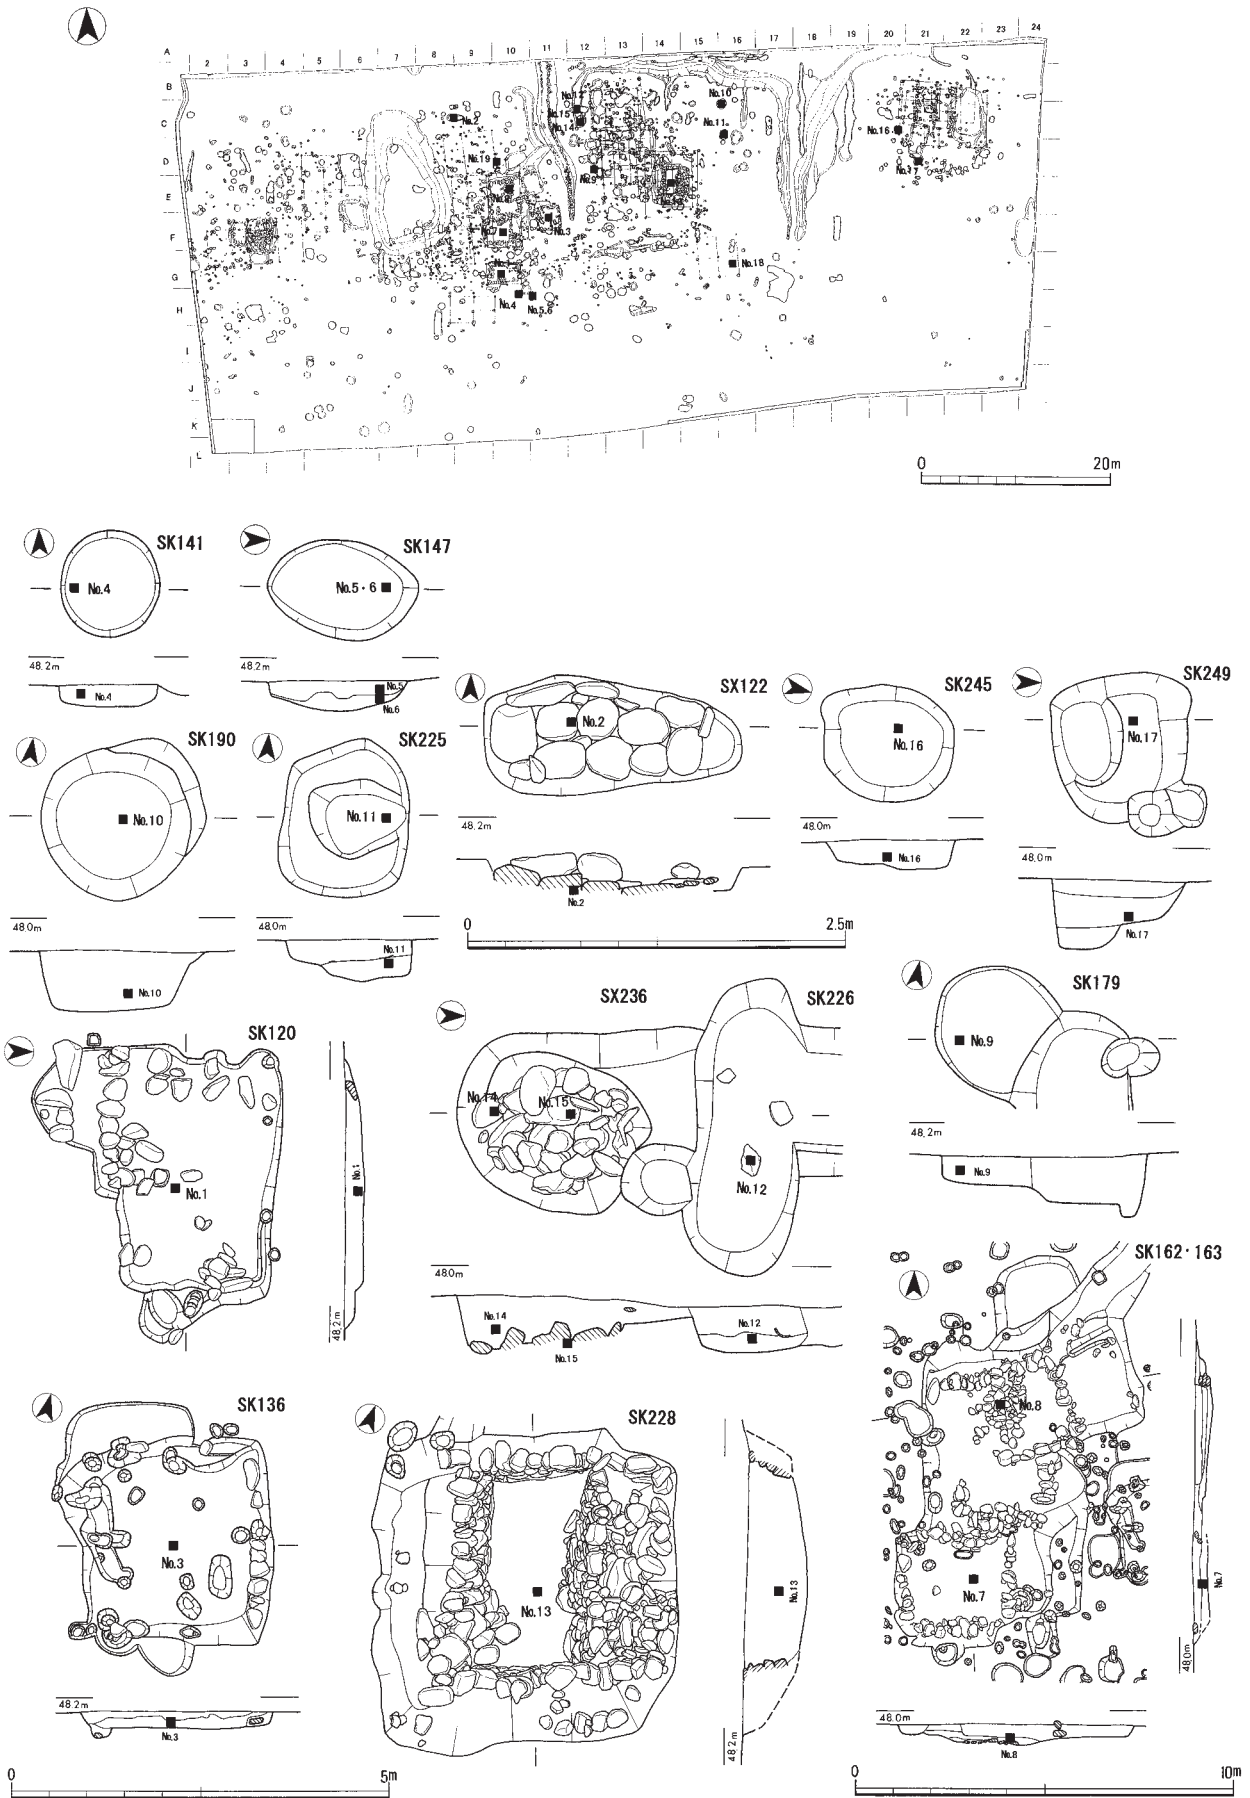 2 3 4 5 6 7 8 9 10 11 12 13 14 15 16 17 18 19 20 21 22 23 24
A
B
C
D
E
F
G
H
I
J
K
L
No.2
No.15
No.14
No.10
No.11
No.16
No.17
No.19
No.9
No.3
No.7
No.18
No.4
No.5.6
0 20m
SK141
No.4
48.2m
No.4
SK147
No.5・6
48.2m
No.5
No.6
SX122
No.2
48.2m
No.2
0 2.5m
SK245
No.16
48.0m
No.16
SK249
No.17
48.0m
No.17
SK190
No.10
48.0m
No.10
SK225
No.11
48.0m
No.11
SK120
No.1
No.1
48.2m
SX236
SK226
No.14
No.15
No.12
48.0m
No.14
No.15
No.12
SK179
No.9
48.2m
No.9
SK162・163
No.8
No.7
No.7
48.0m
48.0m
No.8
SK136
No.3
48.2m
No.3
SK228
No.13
No.13
48.2m
0 5m
0 10m